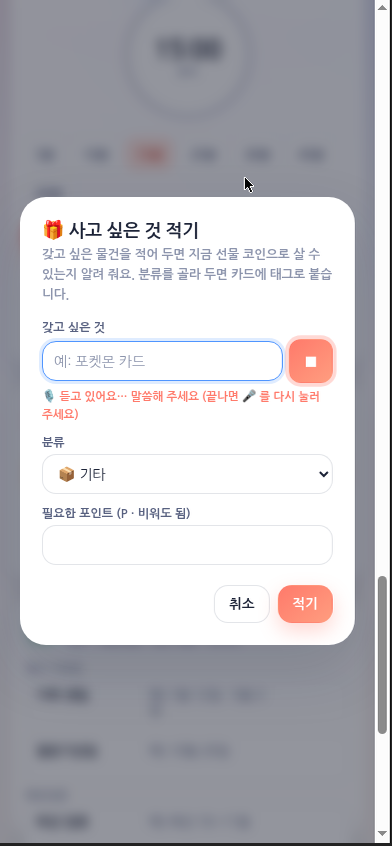 15:00
🎁 사고 싶은 것 적기
갖고 싶은 물건을 적어 두면 지금 선물 코인으로 살 수
있는지 알려 줘요. 분류를 골라 두면 카드에 태그로 붙습
니다.
갖고 싶은 것
예: 포켓몬 카드
🎙️ 듣고 있어요… 말씀해 주세요 (끝나면 🎤 를 다시 눌러
주세요)
분류
📦 기타
필요한 포인트 (P · 비워도 됨)
취소
적기